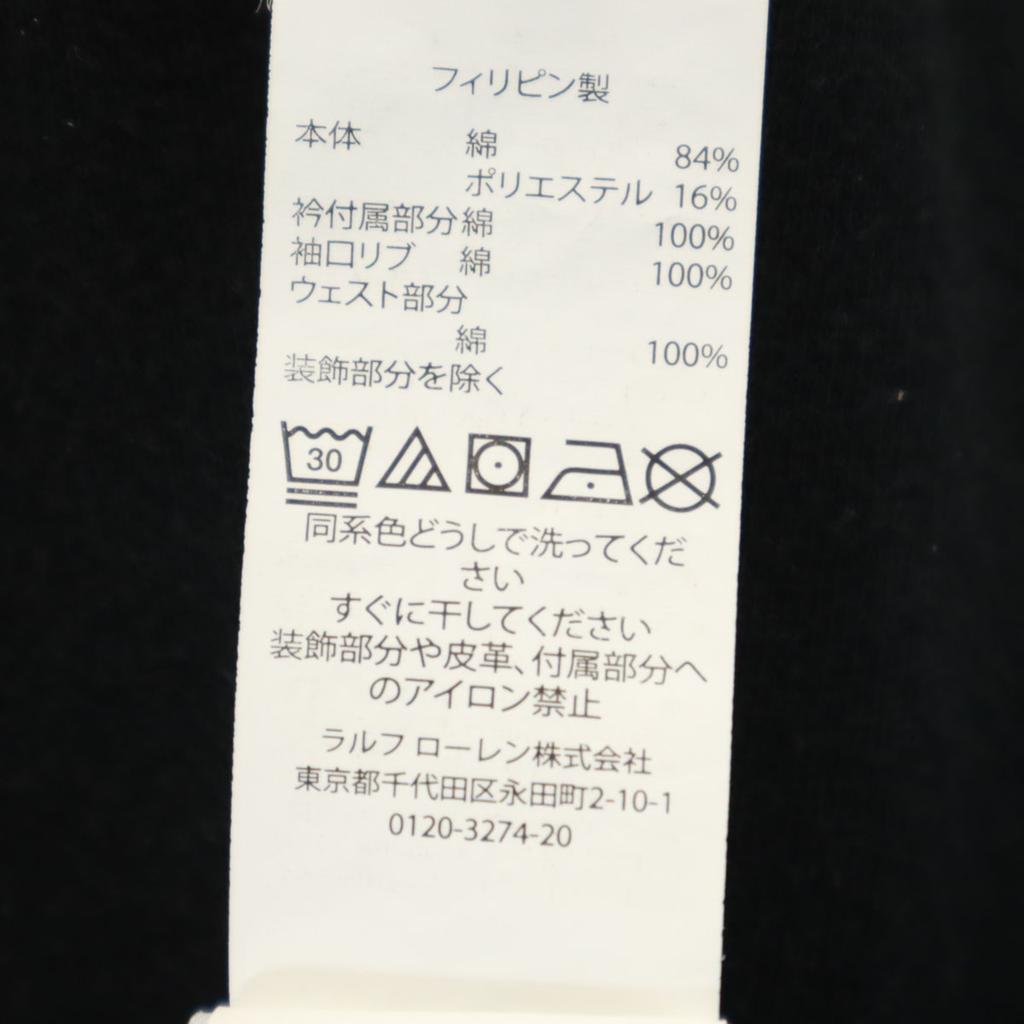 フィリピン製
本体 綿 84%
ポリエステル 16%
衿付属部分 綿 100%
袖口リブ 綿 100%
ウェスト部分
綿 100%
装飾部分を除く
30
同系色どうしで洗ってくだ
さい
すぐに干してください
装飾部分や皮革、付属部分へ
のアイロン禁止
ラルフ ローレン株式会社
東京都千代田区永田町2-10-1
0120-3274-20